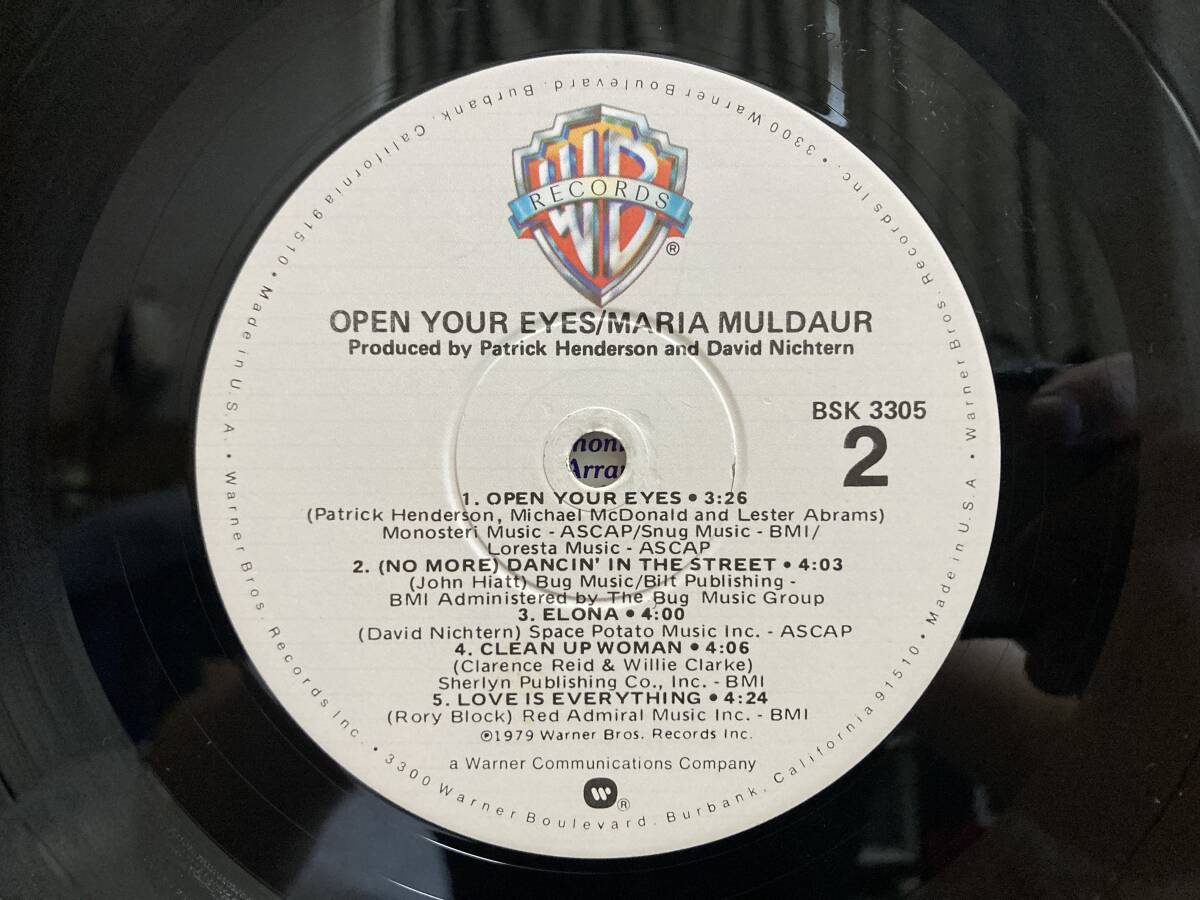 WB
RECORDS
®
OPEN YOUR EYES/MARIA MULDAUR
Produced by Patrick Henderson and David Nichtern
BSK 3305
2
1. OPEN YOUR EYES • 3:26
(Patrick Henderson, Michael McDonald and Lester Abrams)
Monosteri Music - ASCAP/Snug Music - BMI/
Loresta Music - ASCAP
2. (NO MORE) DANCIN' IN THE STREET • 4:03
(John Hiatt) Bug Music/Bilt Publishing -
BMI Administered by The Bug Music Group
3. ELONA • 4:00
(David Nichtern) Space Potato Music Inc. - ASCAP
4. CLEAN UP WOMAN • 4:06
(Clarence Reid & Willie Clarke)
Sherlyn Publishing Co., Inc. - BMI
5. LOVE IS EVERYTHING • 4:24
(Rory Block) Red Admiral Music Inc. - BMI
℗1979 Warner Bros. Records Inc.
a Warner Communications Company
®
Warner Bros. Records Inc. • 3300 Warner Boulevard, Burbank, California 91510 • Made in U.S.A. •
Warner Bros. Records Inc. • 3300 Warner Boulevard, Burbank, California 91510 • Made in U.S.A. •